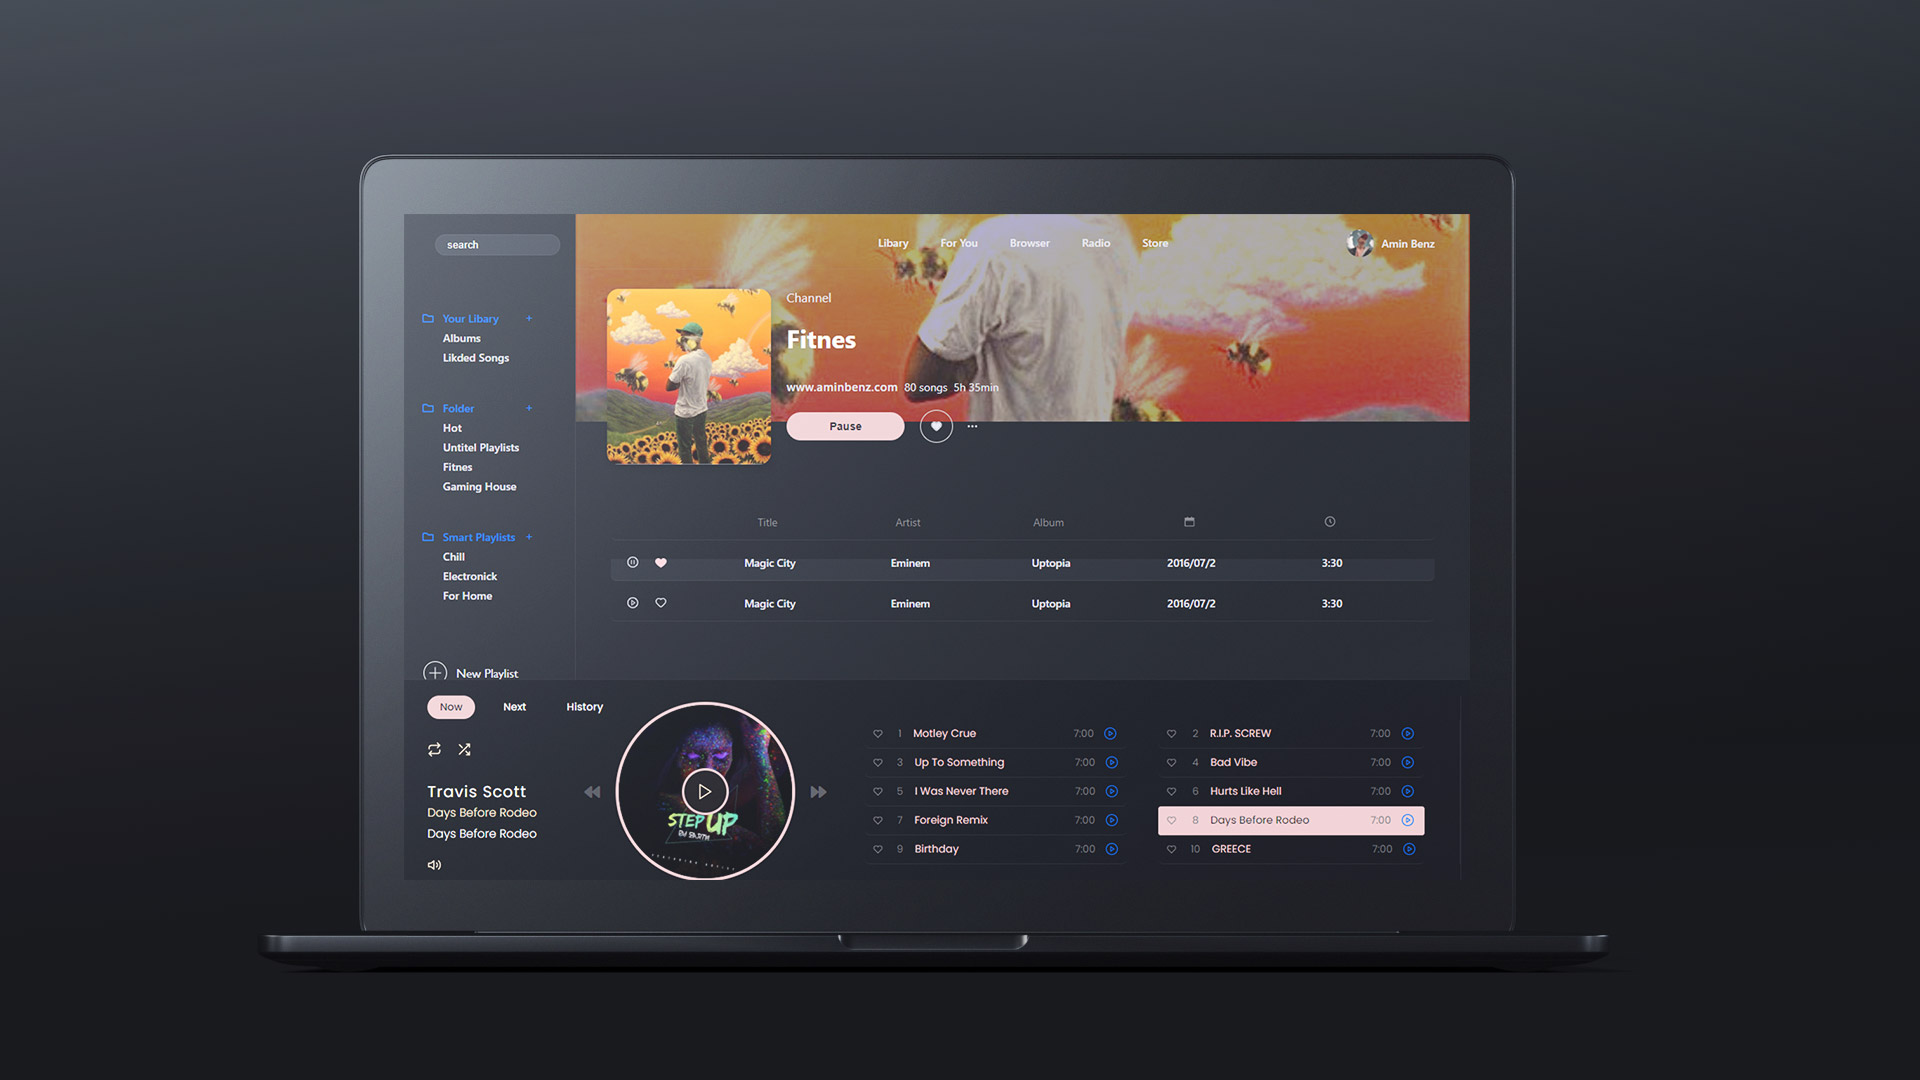 search
Libary For You Browser Radio Store
Amin Benz
Your Libary +
Albums
Likded Songs
Folder +
Hot
Untitel Playlists
Fitnes
Gaming House
Smart Playlists +
Chill
Electronick
For Home
New Playlist
Channel
Fitnes
www.aminbenz.com 80 songs 5h 35min
Pause
Title Artist Album
Magic City Eminem Uptopia 2016/07/2 3:30
Magic City Eminem Uptopia 2016/07/2 3:30
Now Next History
Travis Scott
Days Before Rodeo
Days Before Rodeo
STEP UP
1 Motley Crue 7:00
2 R.I.P. SCREW 7:00
3 Up To Something 7:00
4 Bad Vibe 7:00
5 I Was Never There 7:00
6 Hurts Like Hell 7:00
7 Foreign Remix 7:00
8 Days Before Rodeo 7:00
9 Birthday 7:00
10 GREECE 7:00